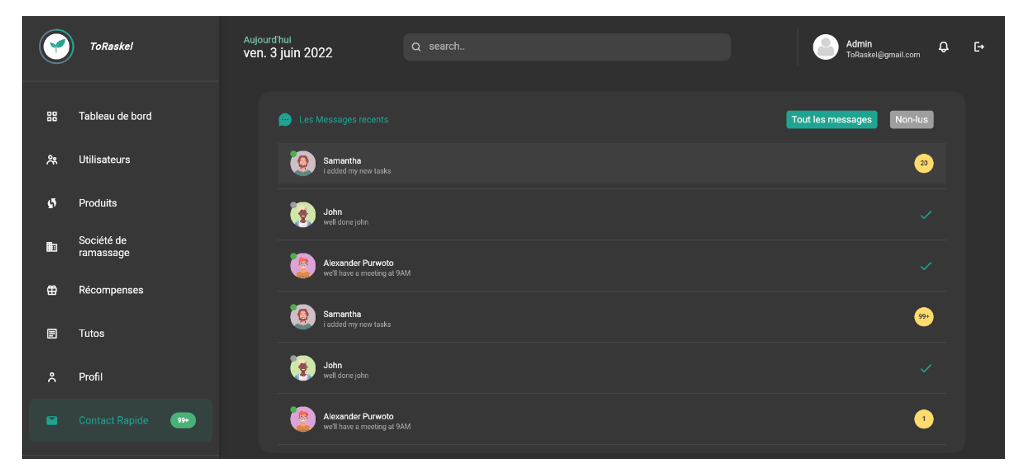 ToRaskel
Aujourd'hui
ven. 3 juin 2022
search..
Admin
ToRaskel@gmail.com
Tableau de bord
Utilisateurs
Produits
Société de
ramassage
Récompenses
Tutos
Profil
Contact Rapide 99+
Les Messages recents
Tout les messages
Non-lus
Samantha
i added my new tasks
20
John
well done john
Alexander Purwoto
we'll have a meeting at 9AM
Samantha
i added my new tasks
99+
John
well done john
Alexander Purwoto
we'll have a meeting at 9AM
1